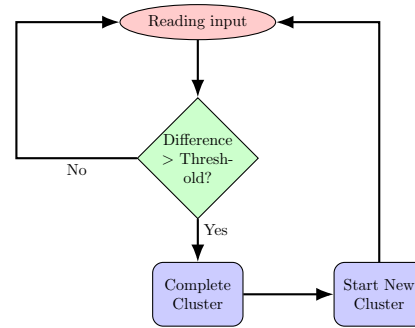 Reading input
Difference
> Thresh-
old?
No
Yes
Complete
Cluster
Start New
Cluster